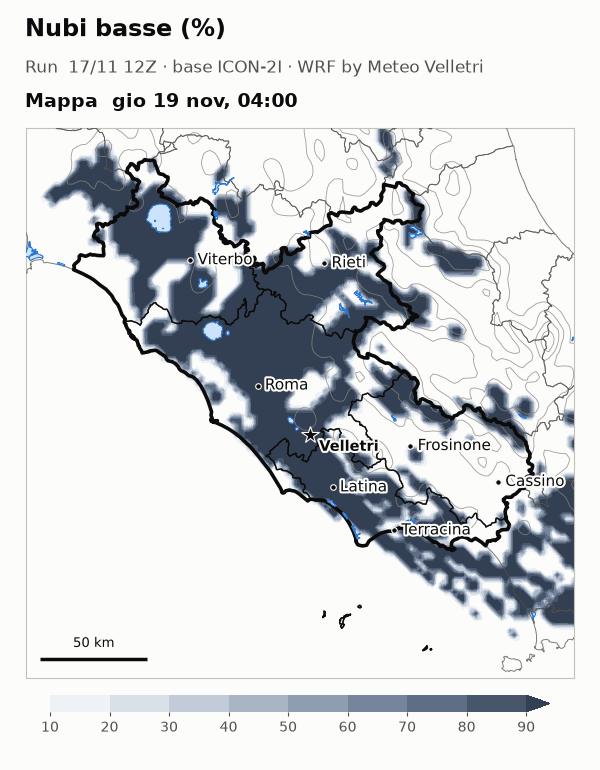 Nubi basse (%)
Run 17/11 12Z · base ICON-2I · WRF by Meteo Velletri
Mappa gio 19 nov, 04:00
Viterbo
Rieti
Roma
Velletri
Frosinone
Cassino
Latina
Terracina
50 km
10 20 30 40 50 60 70 80 90